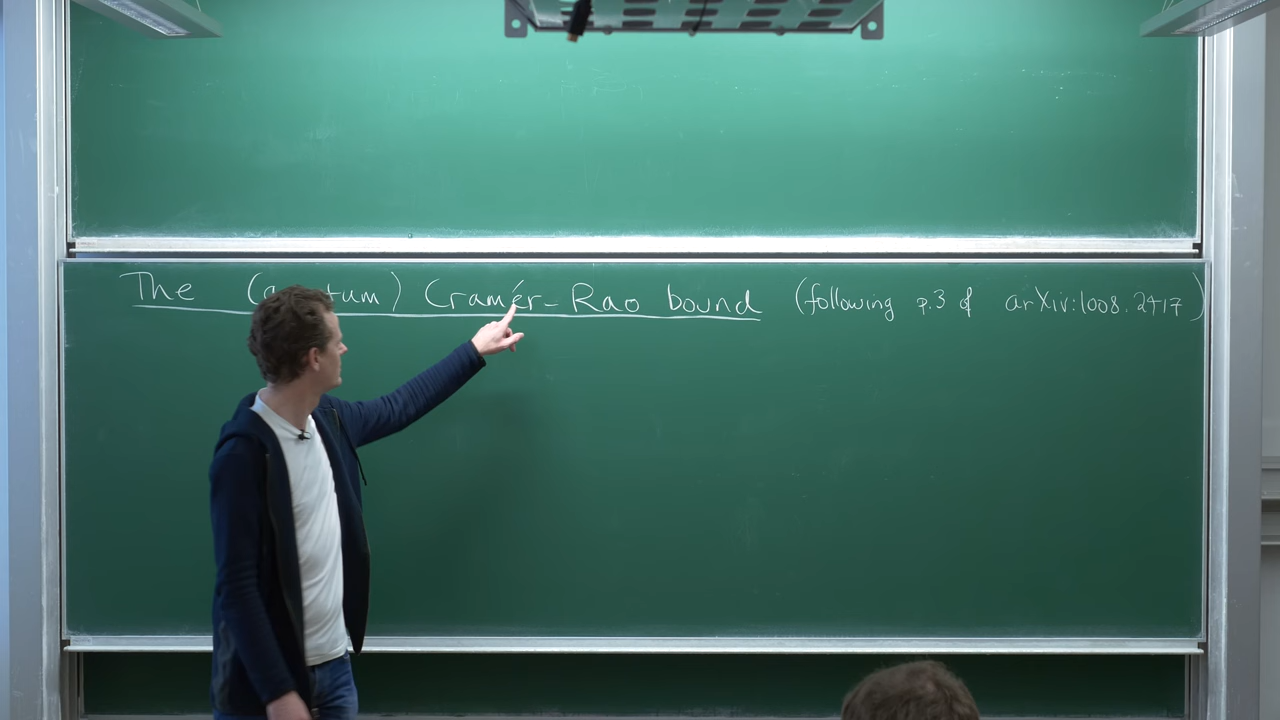 The (quantum) Cramér-Rao bound (following p.3 of arXiv:1008.2417)